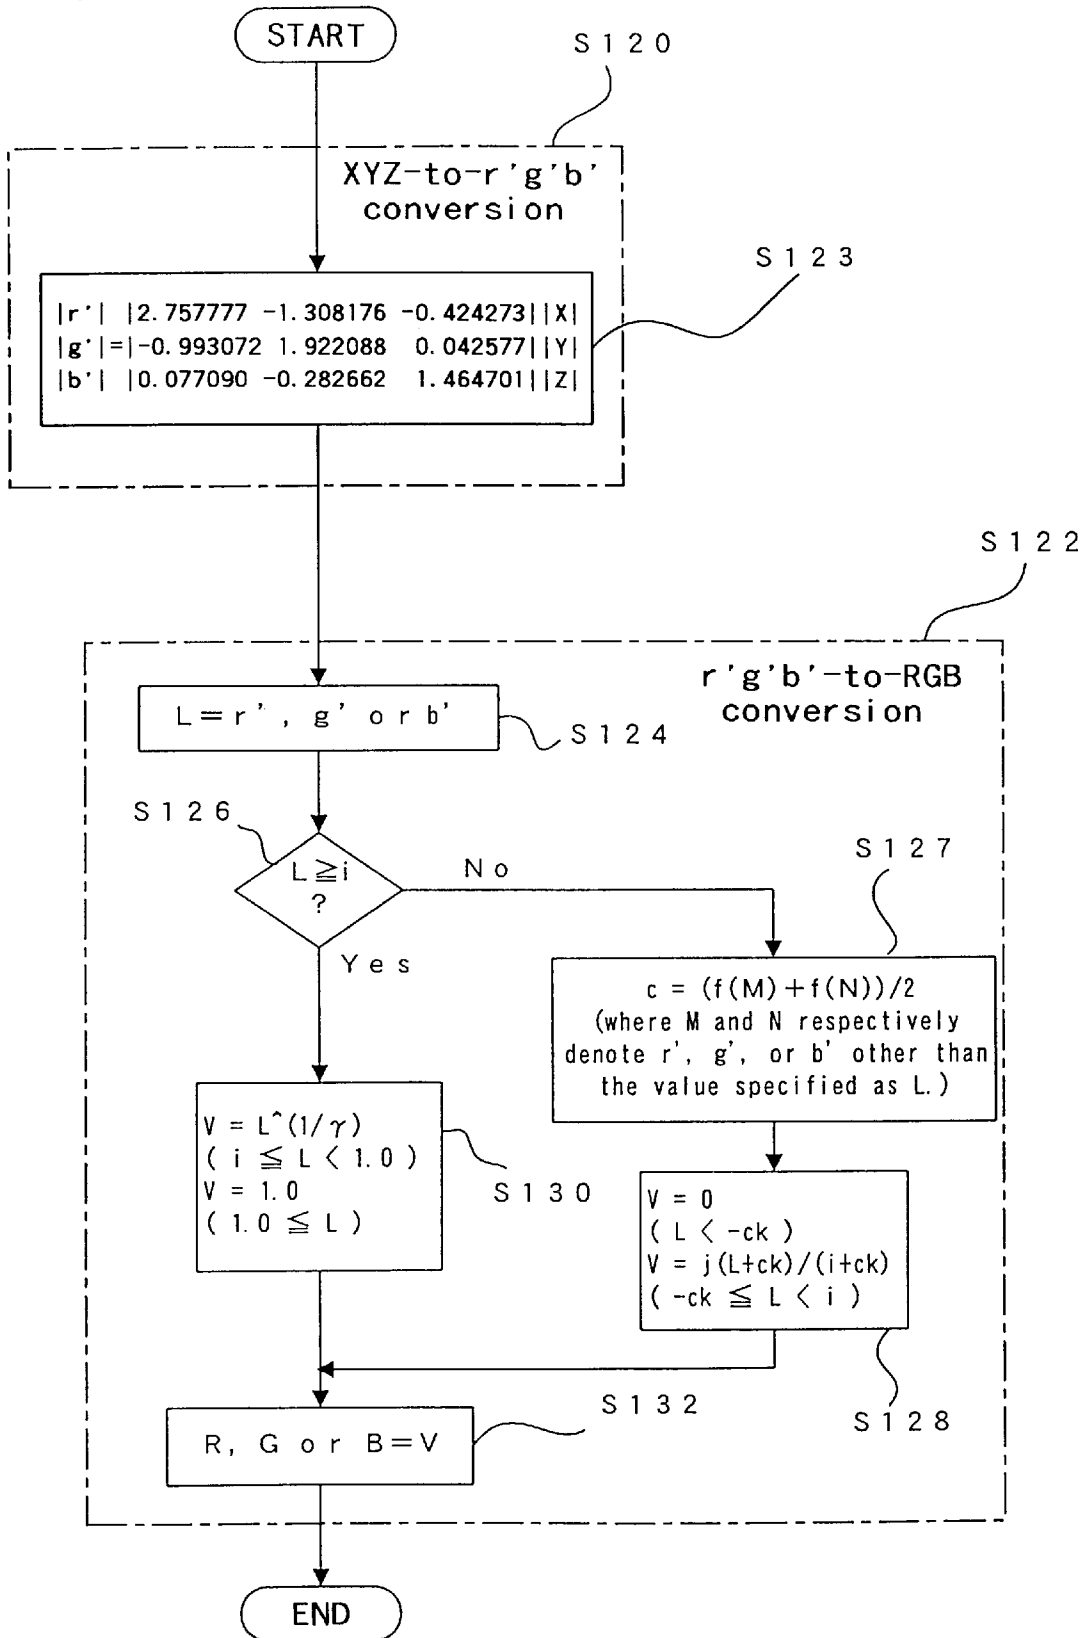 START
S120
XYZ-to-r'g'b'
conversion
S123
|r'| |2.757777 -1.308176 -0.424273||X|
|g'|=|-0.993072 1.922088 0.042577||Y|
|b'| |0.077090 -0.282662 1.464701||Z|
S122
r'g'b'-to-RGB
conversion
L=r', g' or b'
S124
S126
L≧i
?
No
Yes
S127
c = (f(M)+f(N))/2
(where M and N respectively
denote r', g', or b' other than
the value specified as L.)
V = L^(1/γ)
( i ≦ L < 1.0 )
V = 1.0
( 1.0 ≦ L )
S130
V = 0
( L < -ck )
V = j(L+ck)/(i+ck)
( -ck ≦ L < i )
S128
S132
R, G or B=V
END